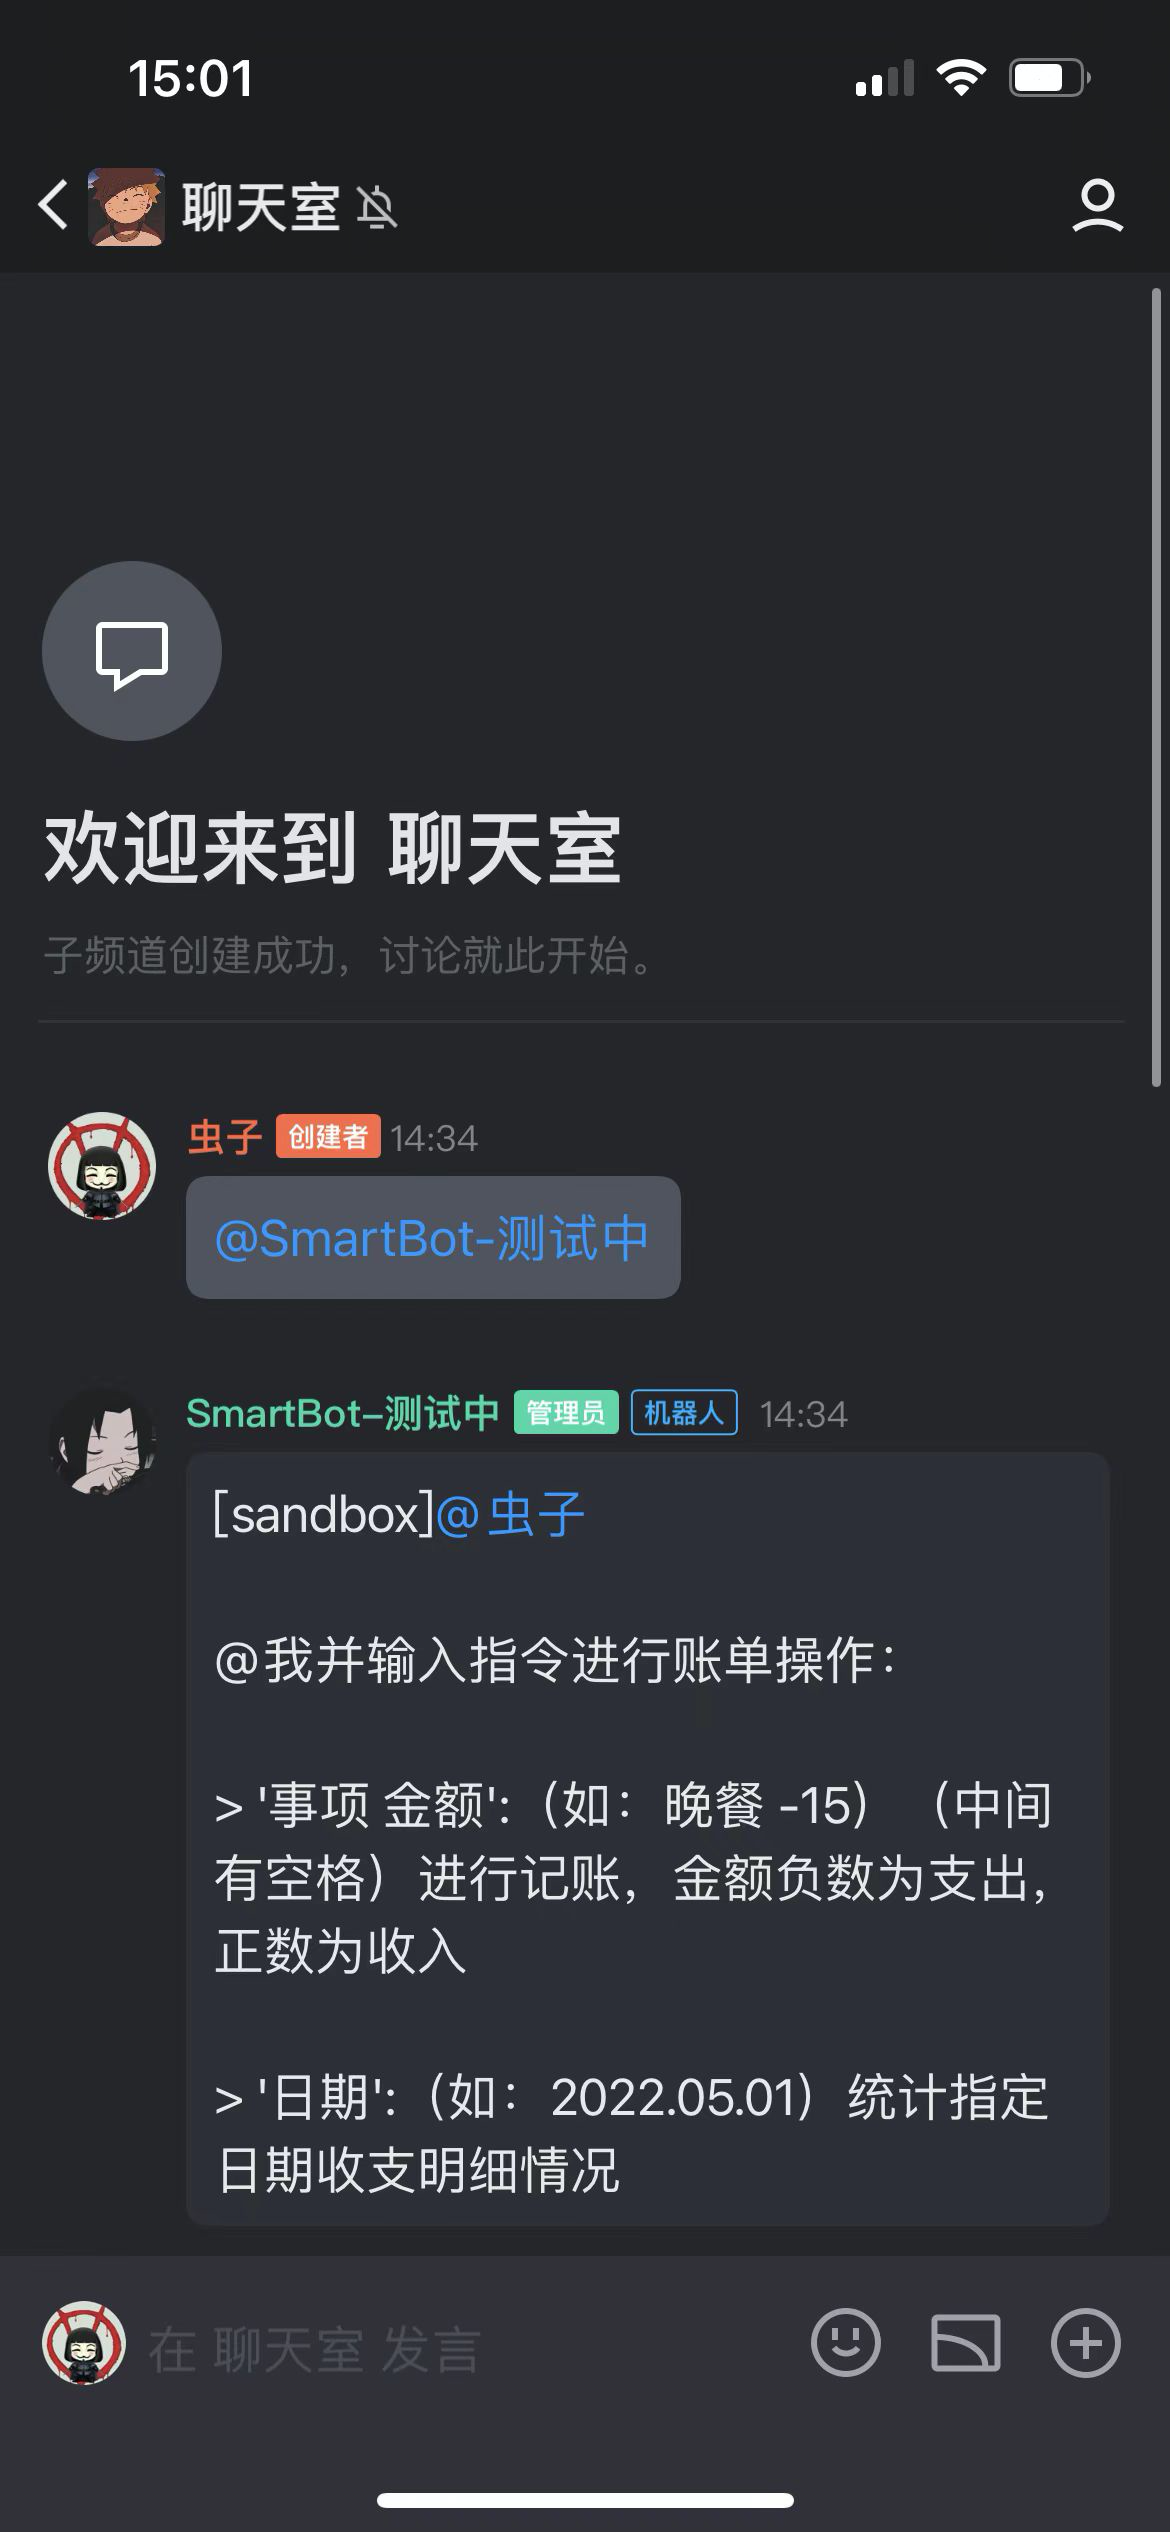 15:01
聊天室
欢迎来到 聊天室
子频道创建成功，讨论就此开始。
虫子 创建者 14:34
@SmartBot-测试中
SmartBot-测试中 管理员 机器人 14:34
[sandbox]@虫子
@我并输入指令进行账单操作：
> '事项 金额':（如：晚餐 -15）（中间
有空格）进行记账，金额负数为支出，
正数为收入
> '日期':（如：2022.05.01）统计指定
日期收支明细情况
在 聊天室 发言